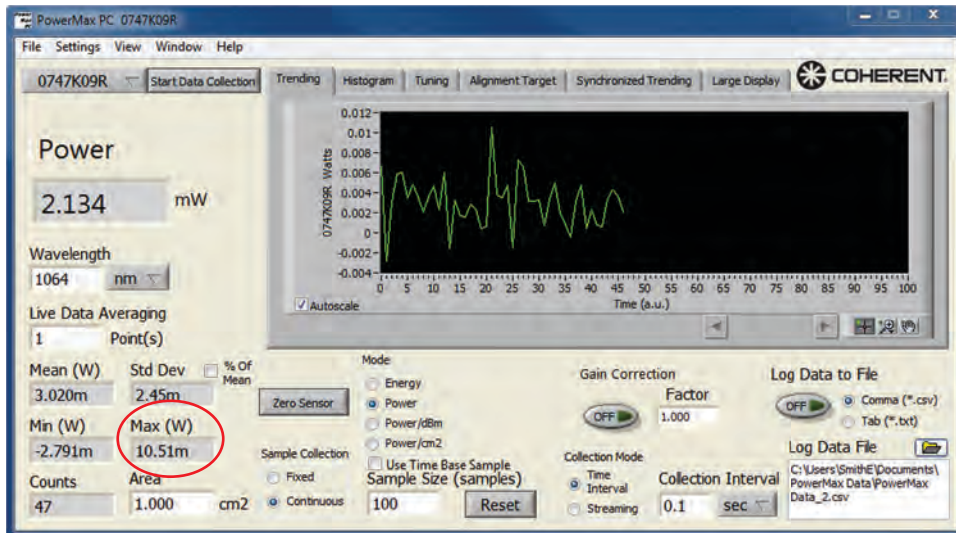 PowerMax PC 0747K09R
File Settings View Window Help
0747K09R Start Data Collection
Trending Histogram Tuning Alignment Target Synchronized Trending Large Display
COHERENT.
Power
2.134 mW
Wavelength
1064 nm
Live Data Averaging
1 Point(s)
0747K09R Watts
0.012
0.01
0.008
0.006
0.004
0.002
0
-0.002
-0.004
0 5 10 15 20 25 30 35 40 45 50 55 60 65 70 75 80 85 90 95 100
Time (a.u.)
Autoscale
Mean (W) Std Dev % Of Mean
3.020m 2.45m
Min (W) Max (W)
-2.791m 10.51m
Counts Area
47 1.000 cm2
Zero Sensor
Sample Collection
Fixed
Continuous
Mode
Energy
Power
Power/dBm
Power/cm2
Use Time Base Sample
Sample Size (samples)
100 Reset
Gain Correction
Factor
OFF 1.000
Collection Mode
Time Interval
Streaming
Collection Interval
0.1 sec
Log Data to File
OFF
Comma (*.csv)
Tab (*.txt)
Log Data File
C:\Users\SmithE\Documents\
PowerMax Data\PowerMax
Data_2.csv